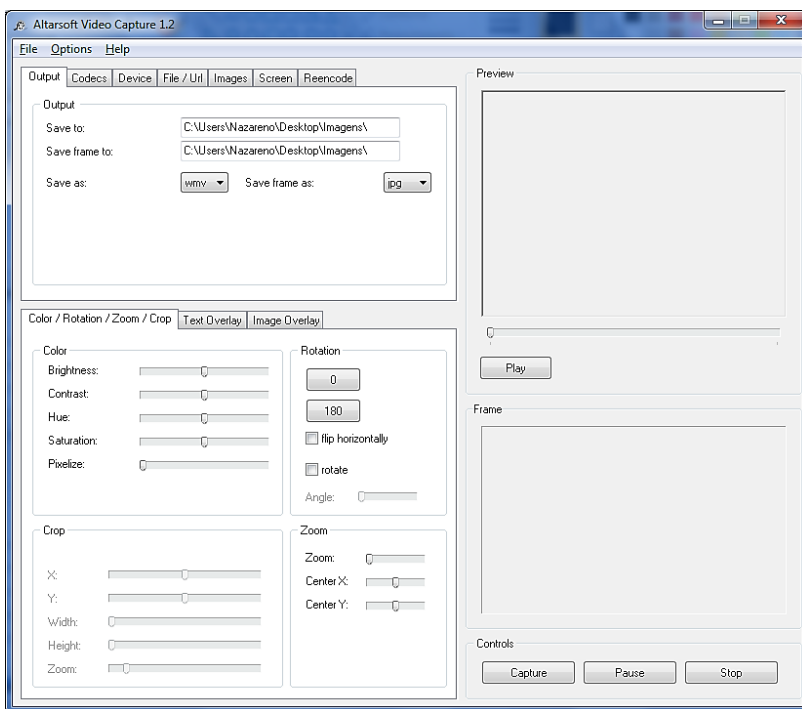 Altarsoft Video Capture 1.2
File Options Help
Output Codecs Device File / Url Images Screen Reencode
Output
Save to: C:\Users\Nazareno\Desktop\Imagens\
Save frame to: C:\Users\Nazareno\Desktop\Imagens\
Save as: wmv Save frame as: jpg
Color / Rotation / Zoom / Crop Text Overlay Image Overlay
Color
Brightness:
Contrast:
Hue:
Saturation:
Pixelize:
Rotation
0
180
flip horizontally
rotate
Angle:
Crop
X:
Y:
Width:
Height:
Zoom:
Zoom
Zoom:
Center X:
Center Y:
Preview
Play
Frame
Controls
Capture Pause Stop